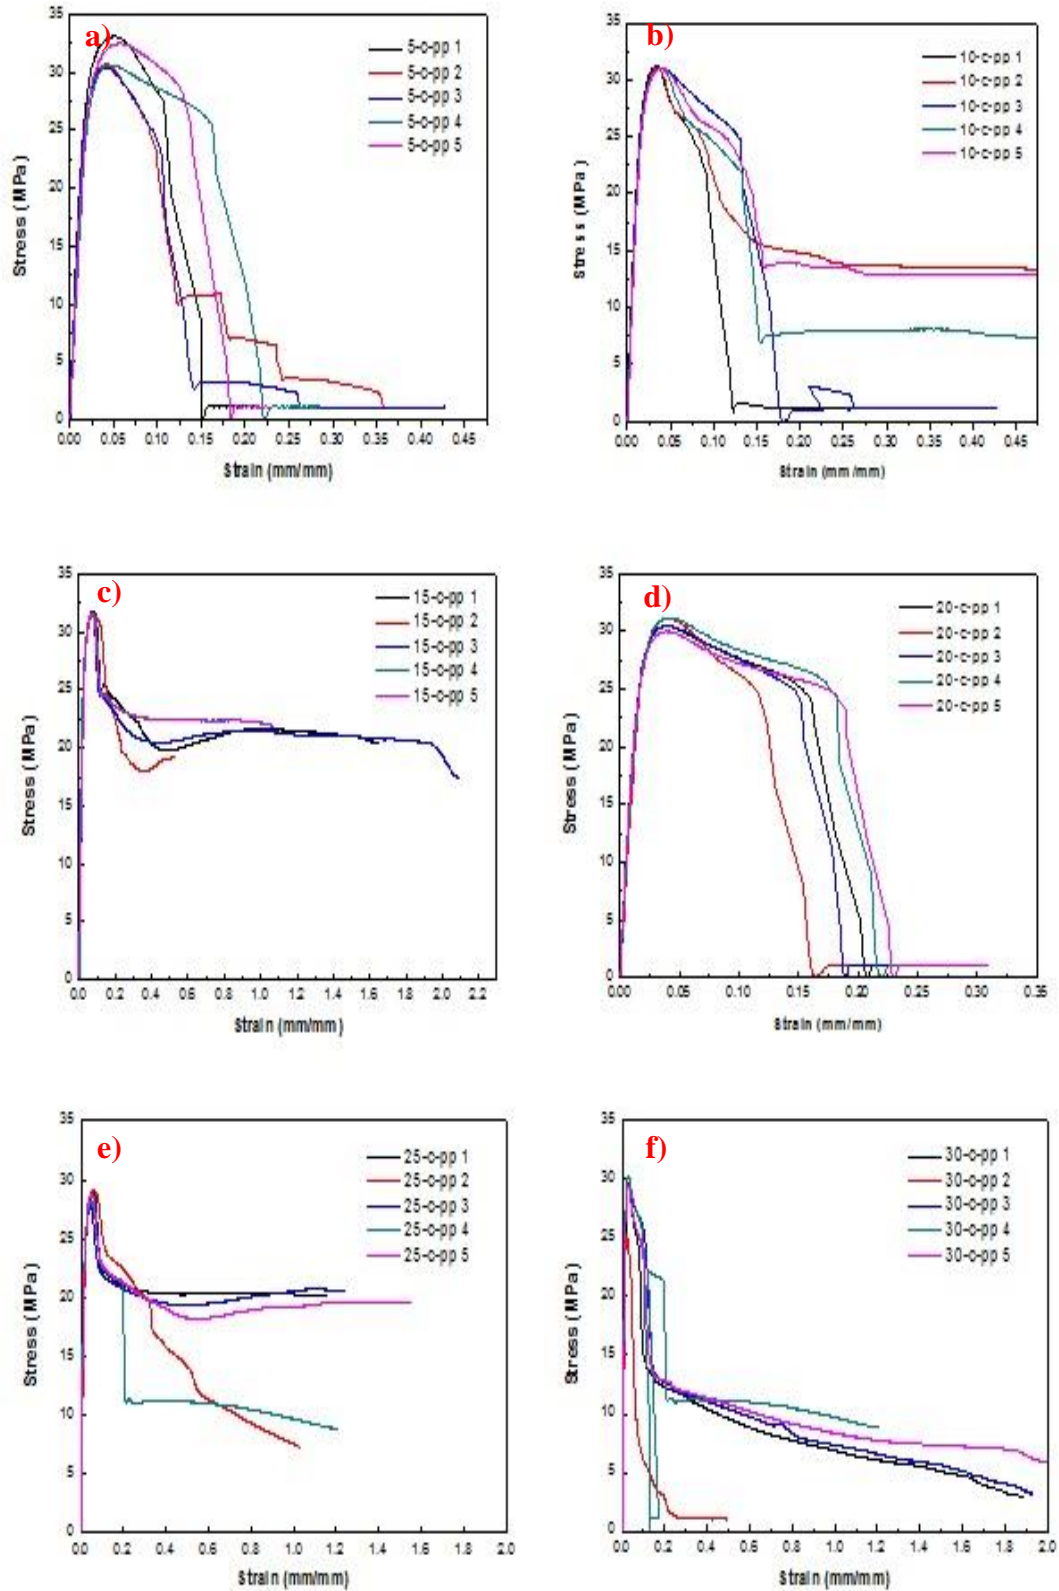 a)
5-c-pp 1
5-c-pp 2
5-c-pp 3
5-c-pp 4
5-c-pp 5
35
30
25
20
15
10
5
0
0.00 0.05 0.10 0.15 0.20 0.25 0.30 0.35 0.40 0.45
Stress (MPa)
Strain (mm/mm)
b)
10-c-pp 1
10-c-pp 2
10-c-pp 3
10-c-pp 4
10-c-pp 5
35
30
25
20
15
10
5
0
0.00 0.05 0.10 0.15 0.20 0.25 0.30 0.35 0.40 0.45
Stress (MPa)
Strain (mm/mm)
c)
15-c-pp 1
15-c-pp 2
15-c-pp 3
15-c-pp 4
15-c-pp 5
35
30
25
20
15
10
5
0
0.0 0.2 0.4 0.6 0.8 1.0 1.2 1.4 1.6 1.8 2.0 2.2
Stress (MPa)
Strain (mm/mm)
d)
20-c-pp 1
20-c-pp 2
20-c-pp 3
20-c-pp 4
20-c-pp 5
35
30
25
20
15
10
5
0
0.00 0.05 0.10 0.15 0.20 0.25 0.30 0.35
Stress (MPa)
Strain (mm/mm)
e)
25-c-pp 1
25-c-pp 2
25-c-pp 3
25-c-pp 4
25-c-pp 5
35
30
25
20
15
10
5
0
0.0 0.2 0.4 0.6 0.8 1.0 1.2 1.4 1.6 1.8 2.0
Stress (MPa)
Strain (mm/mm)
f)
30-c-pp 1
30-c-pp 2
30-c-pp 3
30-c-pp 4
30-c-pp 5
35
30
25
20
15
10
5
0
0.0 0.2 0.4 0.6 0.8 1.0 1.2 1.4 1.6 1.8 2.0
Stress (MPa)
Strain (mm/mm)